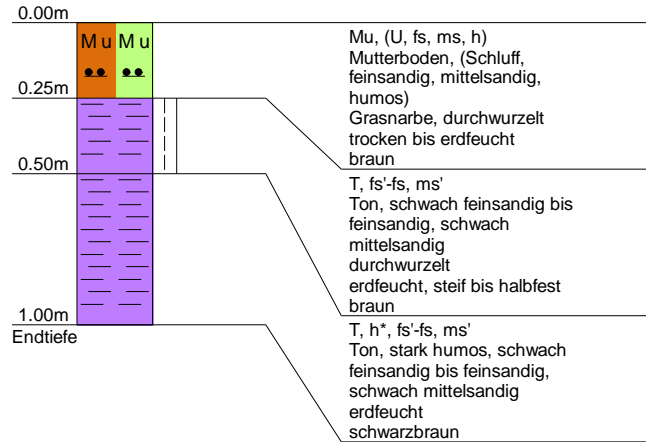 0.00m
Mu Mu
0.25m
0.50m
1.00m
Endtiefe
Mu, (U, fs, ms, h)
Mutterboden, (Schluff,
feinsandig, mittelsandig,
humos)
Grasnarbe, durchwurzelt
trocken bis erdfeucht
braun
T, fs'-fs, ms'
Ton, schwach feinsandig bis
feinsandig, schwach
mittelsandig
durchwurzelt
erdfeucht, steif bis halbfest
braun
T, h*, fs'-fs, ms'
Ton, stark humos, schwach
feinsandig bis feinsandig,
schwach mittelsandig
erdfeucht
schwarzbraun